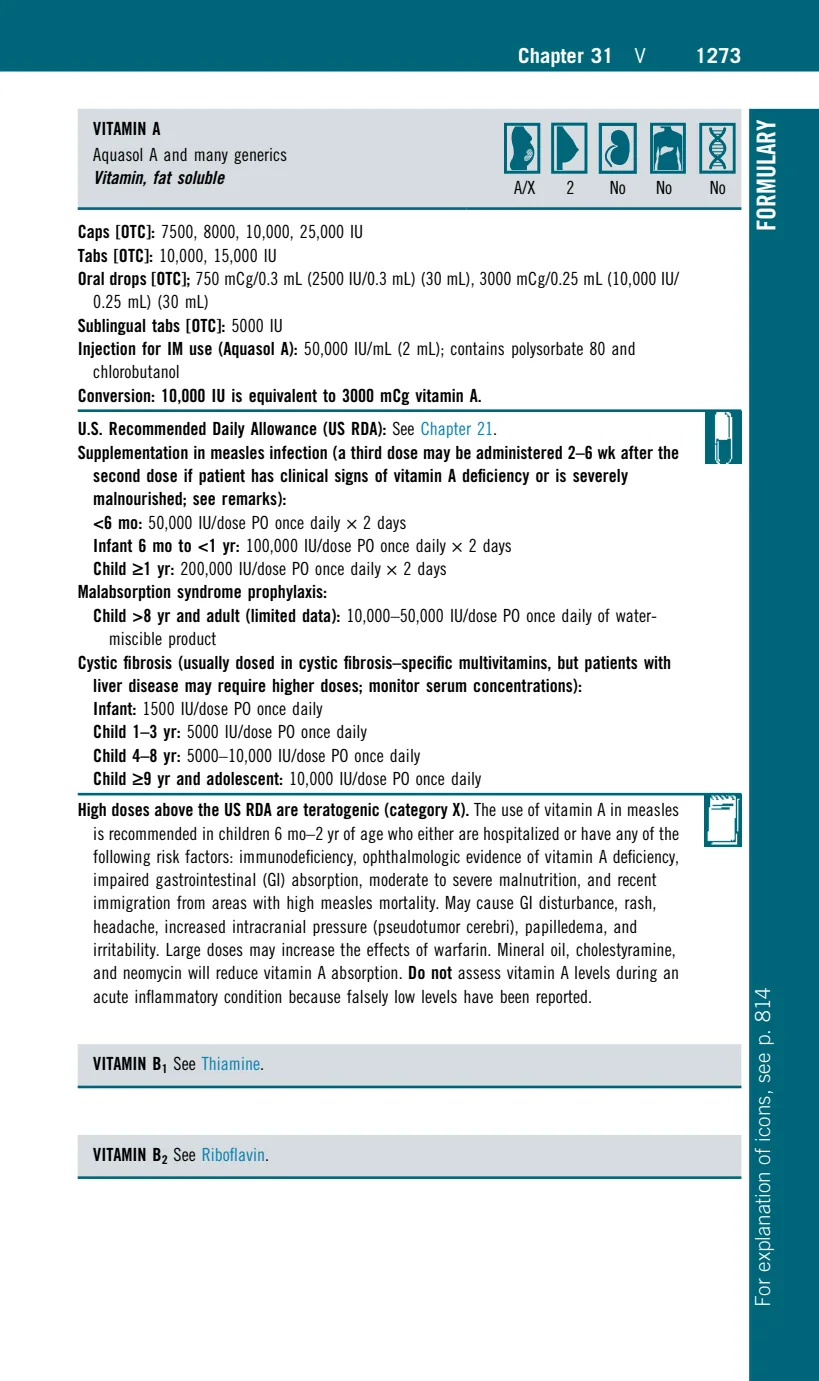 Chapter 31 V 1273
VITAMIN A
Aquasol A and many generics
Vitamin, fat soluble
A/X 2 No No No
Caps [OTC]: 7500, 8000, 10,000, 25,000 IU
Tabs [OTC]: 10,000, 15,000 IU
Oral drops [OTC]; 750 mCg/0.3 mL (2500 IU/0.3 mL) (30 mL), 3000 mCg/0.25 mL (10,000 IU/
0.25 mL) (30 mL)
Sublingual tabs [OTC]: 5000 IU
Injection for IM use (Aquasol A): 50,000 IU/mL (2 mL); contains polysorbate 80 and
chlorobutanol
Conversion: 10,000 IU is equivalent to 3000 mCg vitamin A.
U.S. Recommended Daily Allowance (US RDA): See Chapter 21.
Supplementation in measles infection (a third dose may be administered 2–6 wk after the
second dose if patient has clinical signs of vitamin A deficiency or is severely
malnourished; see remarks):
<6 mo: 50,000 IU/dose PO once daily × 2 days
Infant 6 mo to <1 yr: 100,000 IU/dose PO once daily × 2 days
Child ≥1 yr: 200,000 IU/dose PO once daily × 2 days
Malabsorption syndrome prophylaxis:
Child >8 yr and adult (limited data): 10,000–50,000 IU/dose PO once daily of water-
miscible product
Cystic fibrosis (usually dosed in cystic fibrosis–specific multivitamins, but patients with
liver disease may require higher doses; monitor serum concentrations):
Infant: 1500 IU/dose PO once daily
Child 1–3 yr: 5000 IU/dose PO once daily
Child 4–8 yr: 5000–10,000 IU/dose PO once daily
Child ≥9 yr and adolescent: 10,000 IU/dose PO once daily
High doses above the US RDA are teratogenic (category X). The use of vitamin A in measles
is recommended in children 6 mo–2 yr of age who either are hospitalized or have any of the
following risk factors: immunodeficiency, ophthalmologic evidence of vitamin A deficiency,
impaired gastrointestinal (GI) absorption, moderate to severe malnutrition, and recent
immigration from areas with high measles mortality. May cause GI disturbance, rash,
headache, increased intracranial pressure (pseudotumor cerebri), papilledema, and
irritability. Large doses may increase the effects of warfarin. Mineral oil, cholestyramine,
and neomycin will reduce vitamin A absorption. Do not assess vitamin A levels during an
acute inflammatory condition because falsely low levels have been reported.
VITAMIN B₁ See Thiamine.
VITAMIN B₂ See Riboflavin.
FORMULARY
For explanation of icons, see p. 814